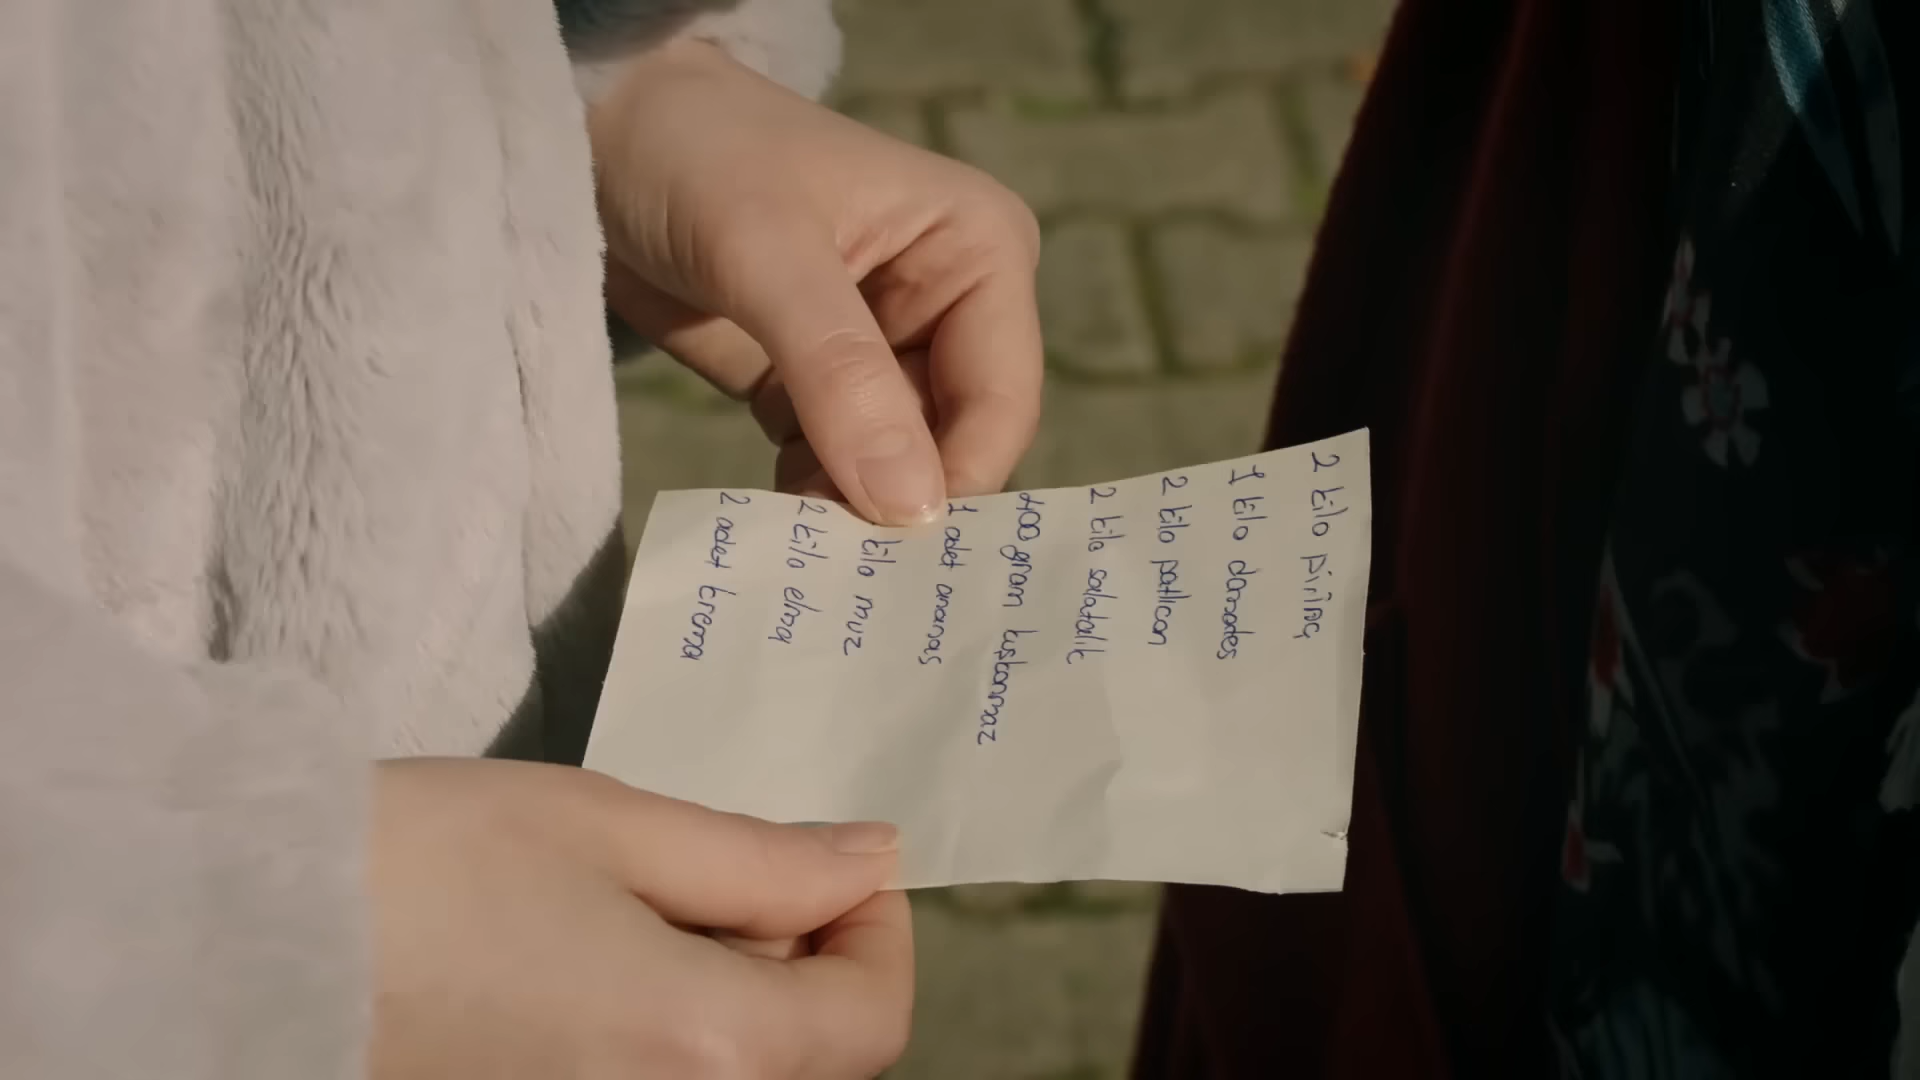 2 kilo pirinç
1 kilo domates
2 kilo patlıcan
2 kilo salatalık
400 gram kuşkonmaz
1 adet ananas
kilo muz
2 kilo elma
2 adet krema